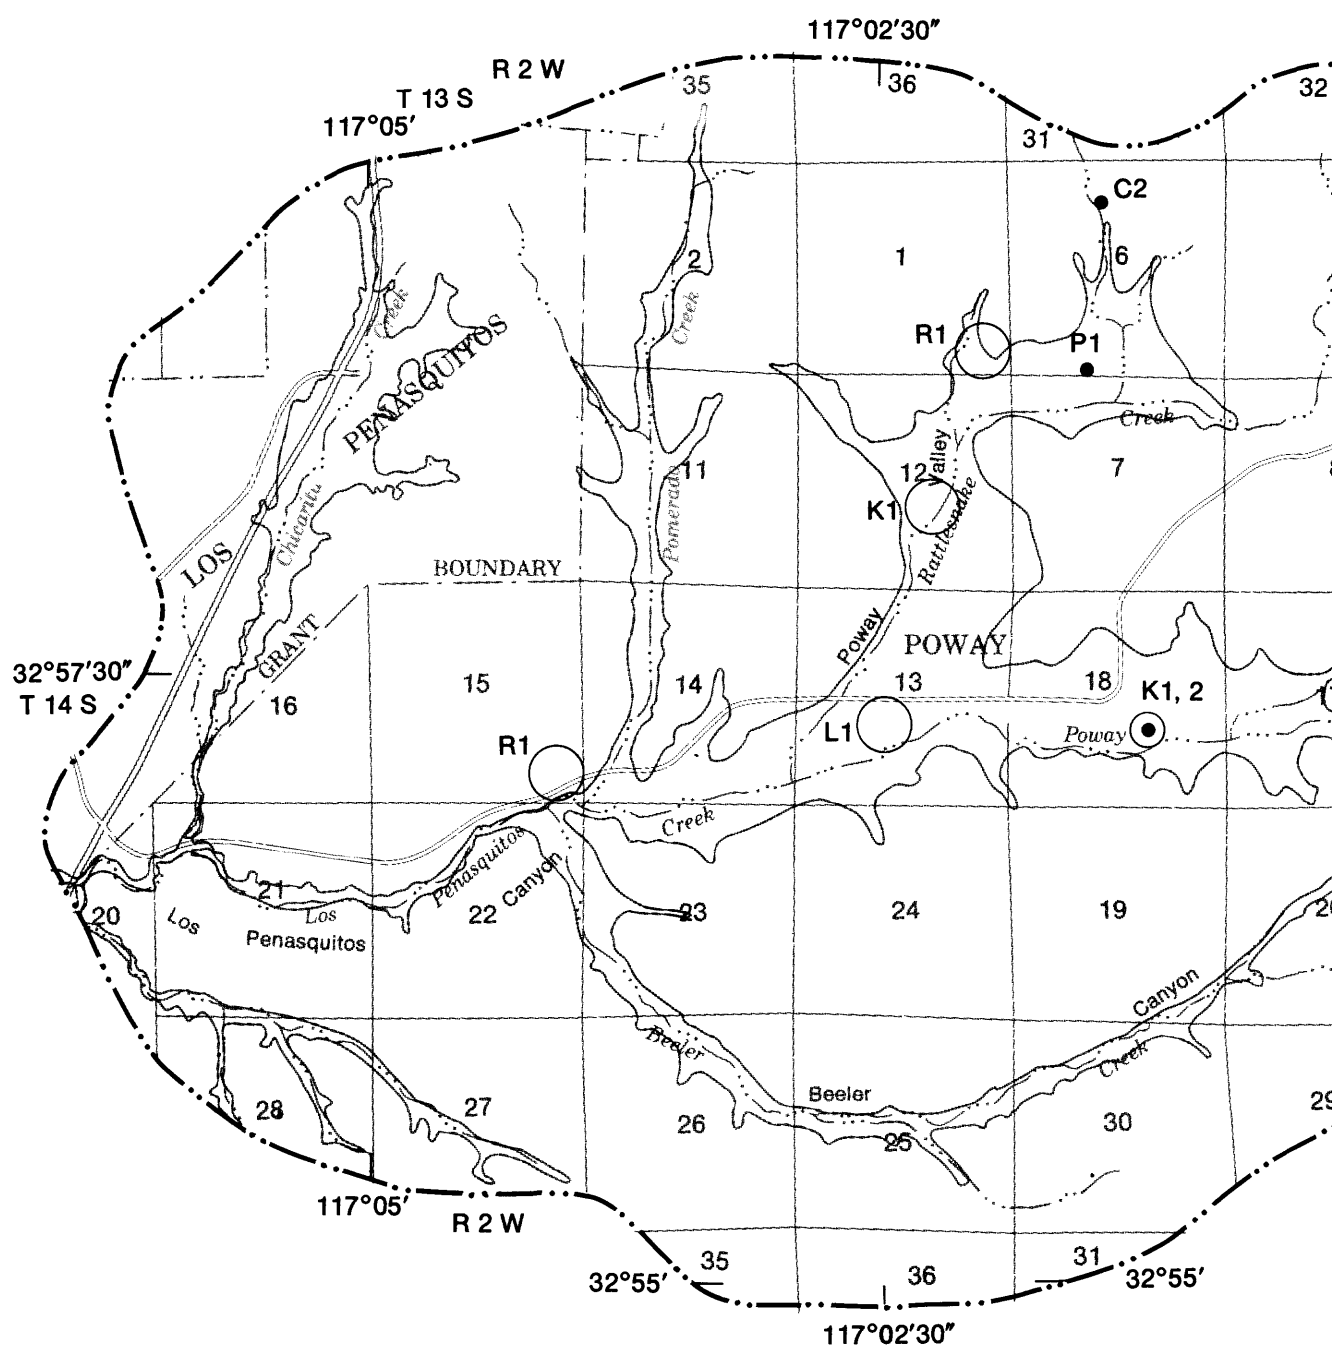 117°02'30"
R 2 W
35
36
32
T 13 S
117°05'
31
C2
2
1
6
Creek
Creek
R1
P1
PENASQUITOS
Creek
Valley
11
12
7
K1
Pomerado
Rattlesnake
Chicarita
LOS
BOUNDARY
GRANT
Poway
POWAY
32°57'30"
T 14 S
16
15
14
13
18
K1, 2
R1
L1
Poway
Creek
Penasquitos
Canyon
21
20
Los
Los
Penasquitos
22
23
24
19
Canyon
Beeler
Creek
Beeler
28
27
26
25
30
29
117°05'
R 2 W
35
36
31
32°55'
32°55'
117°02'30"